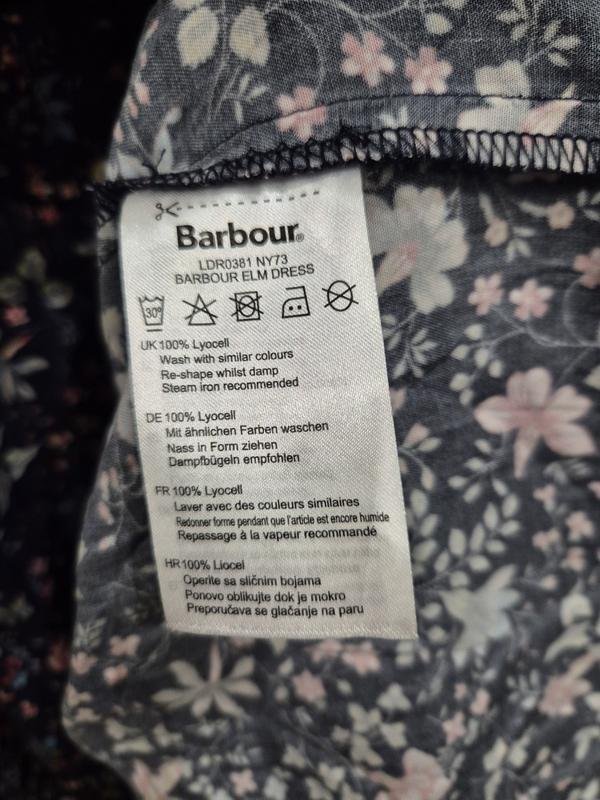 Barbour®
LDR0381 NY73
BARBOUR ELM DRESS
30°
UK 100% Lyocell
Wash with similar colours
Re-shape whilst damp
Steam iron recommended
DE 100% Lyocell
Mit ähnlichen Farben waschen
Nass in Form ziehen
Dampfbügeln empfohlen
FR 100% Lyocell
Laver avec des couleurs similaires
Redonner forme pendant que l'article est encore humide
Repassage à la vapeur recommandé
HR 100% Liocel
Operite sa sličnim bojama
Ponovo oblikujte dok je mokro
Preporučava se glačanje na paru